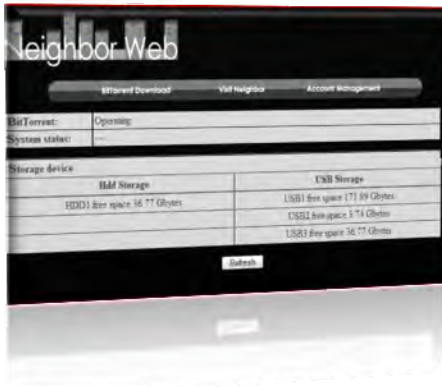 Neighbor Web
BitTorrent Download Visit Neighbor Account Management
BitTorrent: Operating
System status: ---
Storage device
Hdd Storage USB Storage
HDD1 free space 36.77 Gbytes USB1 free space 171.89 Gbytes
USB2 free space 3.73 Gbytes
USB3 free space 36.77 Gbytes
Refresh